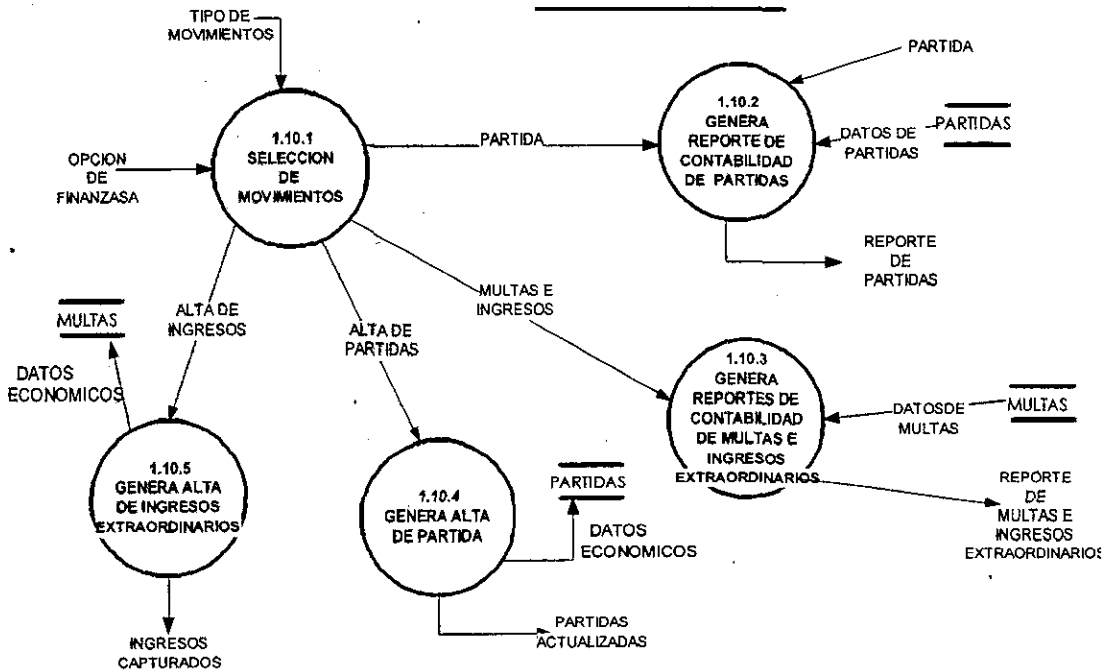 TIPO DE
MOVIMIENTOS
PARTIDA
1.10.1
SELECCION
DE
MOVIMIENTOS
OPCION
DE
FINANZASA
PARTIDA
1.10.2
GENERA
REPORTE DE
CONTABILIDAD
DE PARTIDAS
DATOS DE
PARTIDAS
PARTIDAS
REPORTE
DE
PARTIDAS
MULTAS
ALTA DE
INGRESOS
ALTA DE
PARTIDAS
MULTAS E
INGRESOS
DATOS
ECONOMICOS
1.10.3
GENERA
REPORTES DE
CONTABILIDAD
DE MULTAS E
INGRESOS
EXTRAORDINARIOS
DATOS DE
MULTAS
MULTAS
1.10.5
GENERA ALTA
DE INGRESOS
EXTRAORDINARIOS
1.10.4
GENERA ALTA
DE PARTIDA
PARTIDAS
DATOS
ECONOMICOS
REPORTE
DE
MULTAS E
INGRESOS
EXTRAORDINARIOS
INGRESOS
CAPTURADOS
PARTIDAS
ACTUALIZADAS